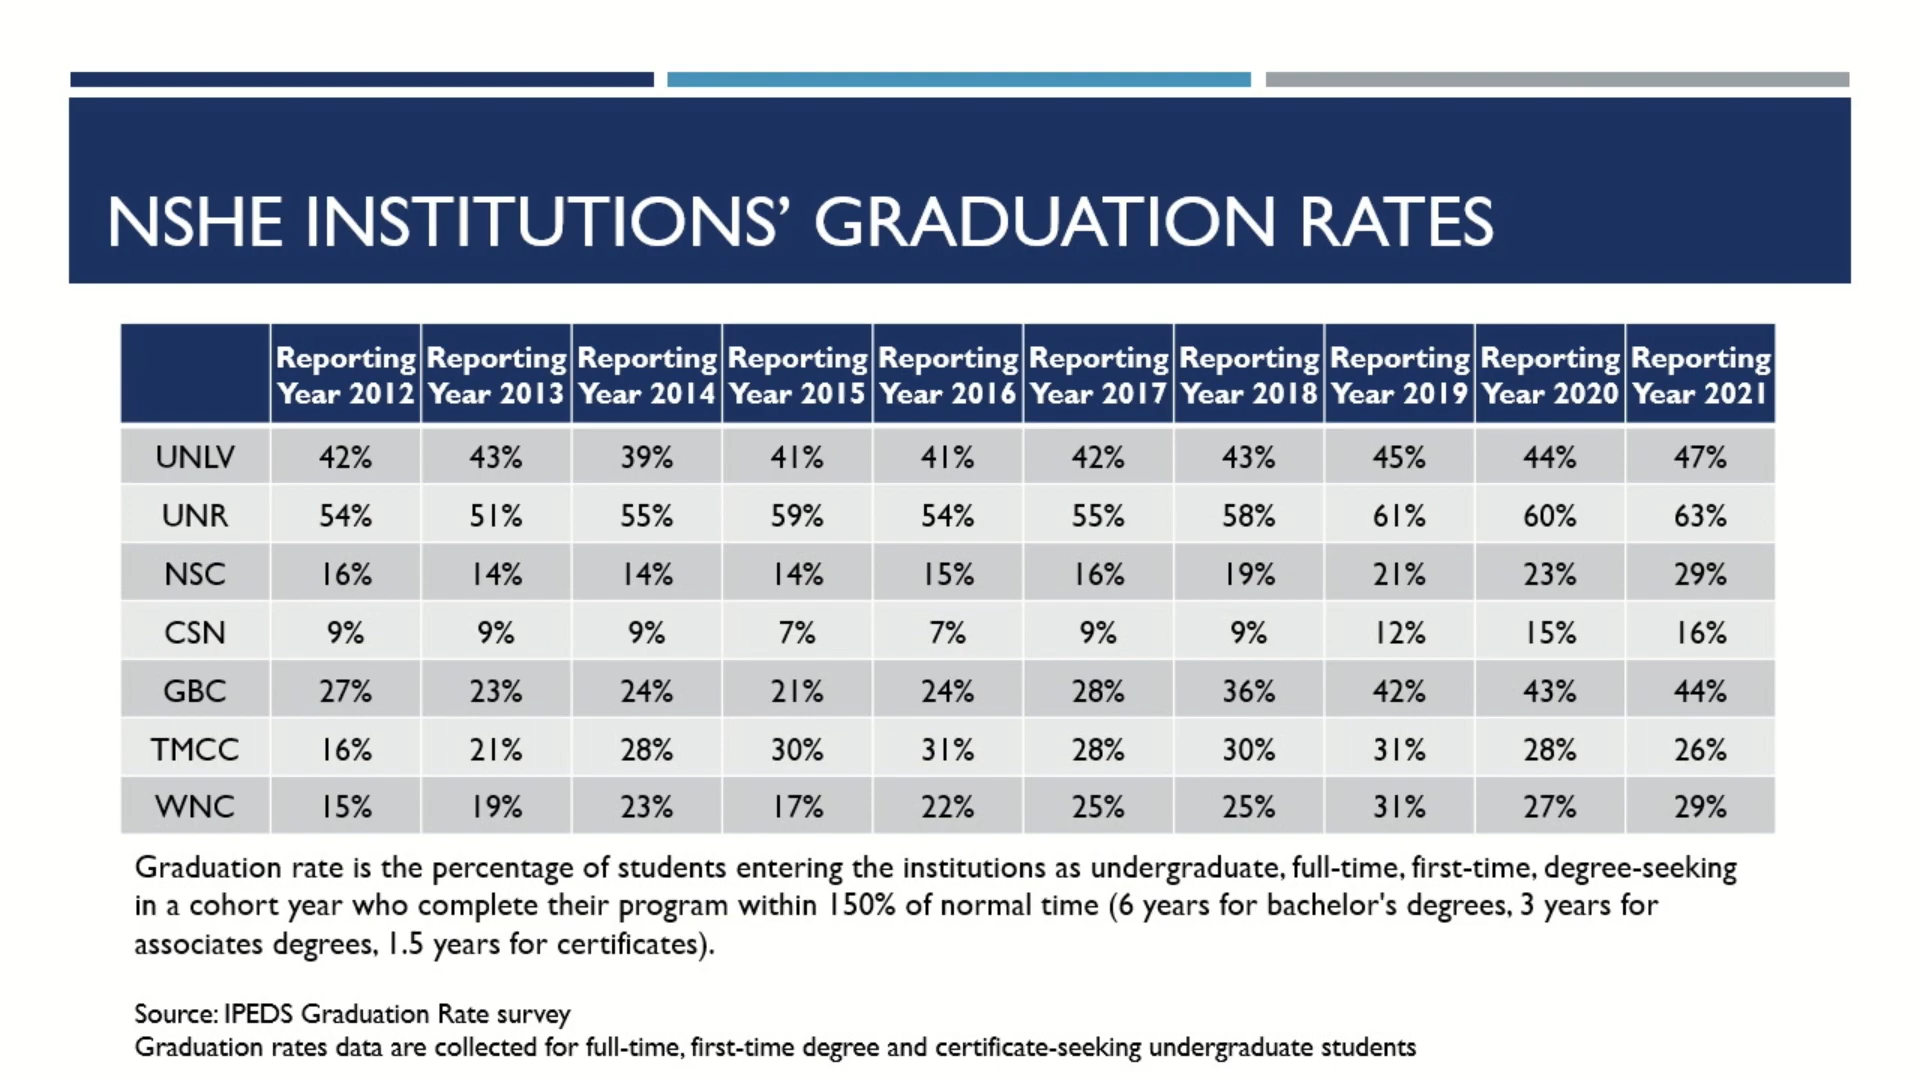 NSHE INSTITUTIONS’ GRADUATION RATES
Reporting Year 2012 Reporting Year 2013 Reporting Year 2014 Reporting Year 2015 Reporting Year 2016 Reporting Year 2017 Reporting Year 2018 Reporting Year 2019 Reporting Year 2020 Reporting Year 2021
UNLV 42% 43% 39% 41% 41% 42% 43% 45% 44% 47%
UNR 54% 51% 55% 59% 54% 55% 58% 61% 60% 63%
NSC 16% 14% 14% 14% 15% 16% 19% 21% 23% 29%
CSN 9% 9% 9% 7% 7% 9% 9% 12% 15% 16%
GBC 27% 23% 24% 21% 24% 28% 36% 42% 43% 44%
TMCC 16% 21% 28% 30% 31% 28% 30% 31% 28% 26%
WNC 15% 19% 23% 17% 22% 25% 25% 31% 27% 29%
Graduation rate is the percentage of students entering the institutions as undergraduate, full-time, first-time, degree-seeking
in a cohort year who complete their program within 150% of normal time (6 years for bachelor's degrees, 3 years for
associates degrees, 1.5 years for certificates).
Source: IPEDS Graduation Rate survey
Graduation rates data are collected for full-time, first-time degree and certificate-seeking undergraduate students